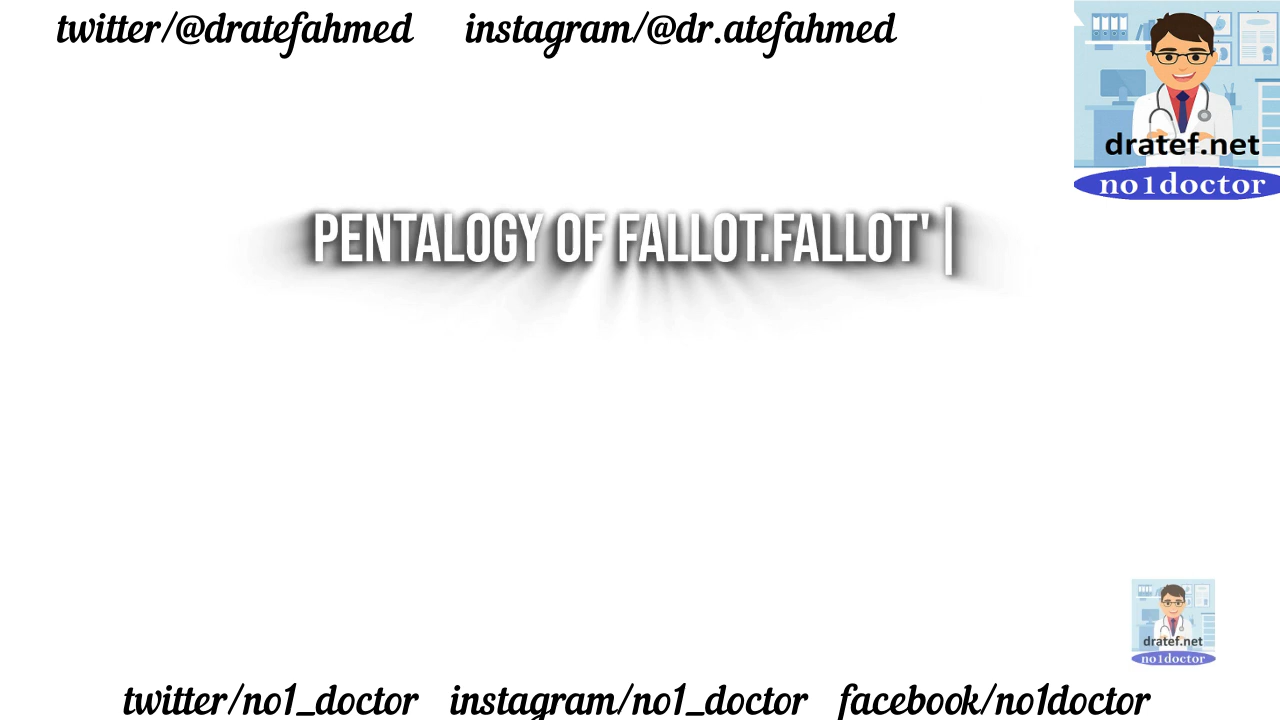 twitter/@dratefahmed instagram/@dr.atefahmed
dratef.net
no1doctor
PENTALOGY OF FALLOT.FALLOT'|
dratef.net
no1doctor
twitter/no1_doctor instagram/no1_doctor facebook/no1doctor